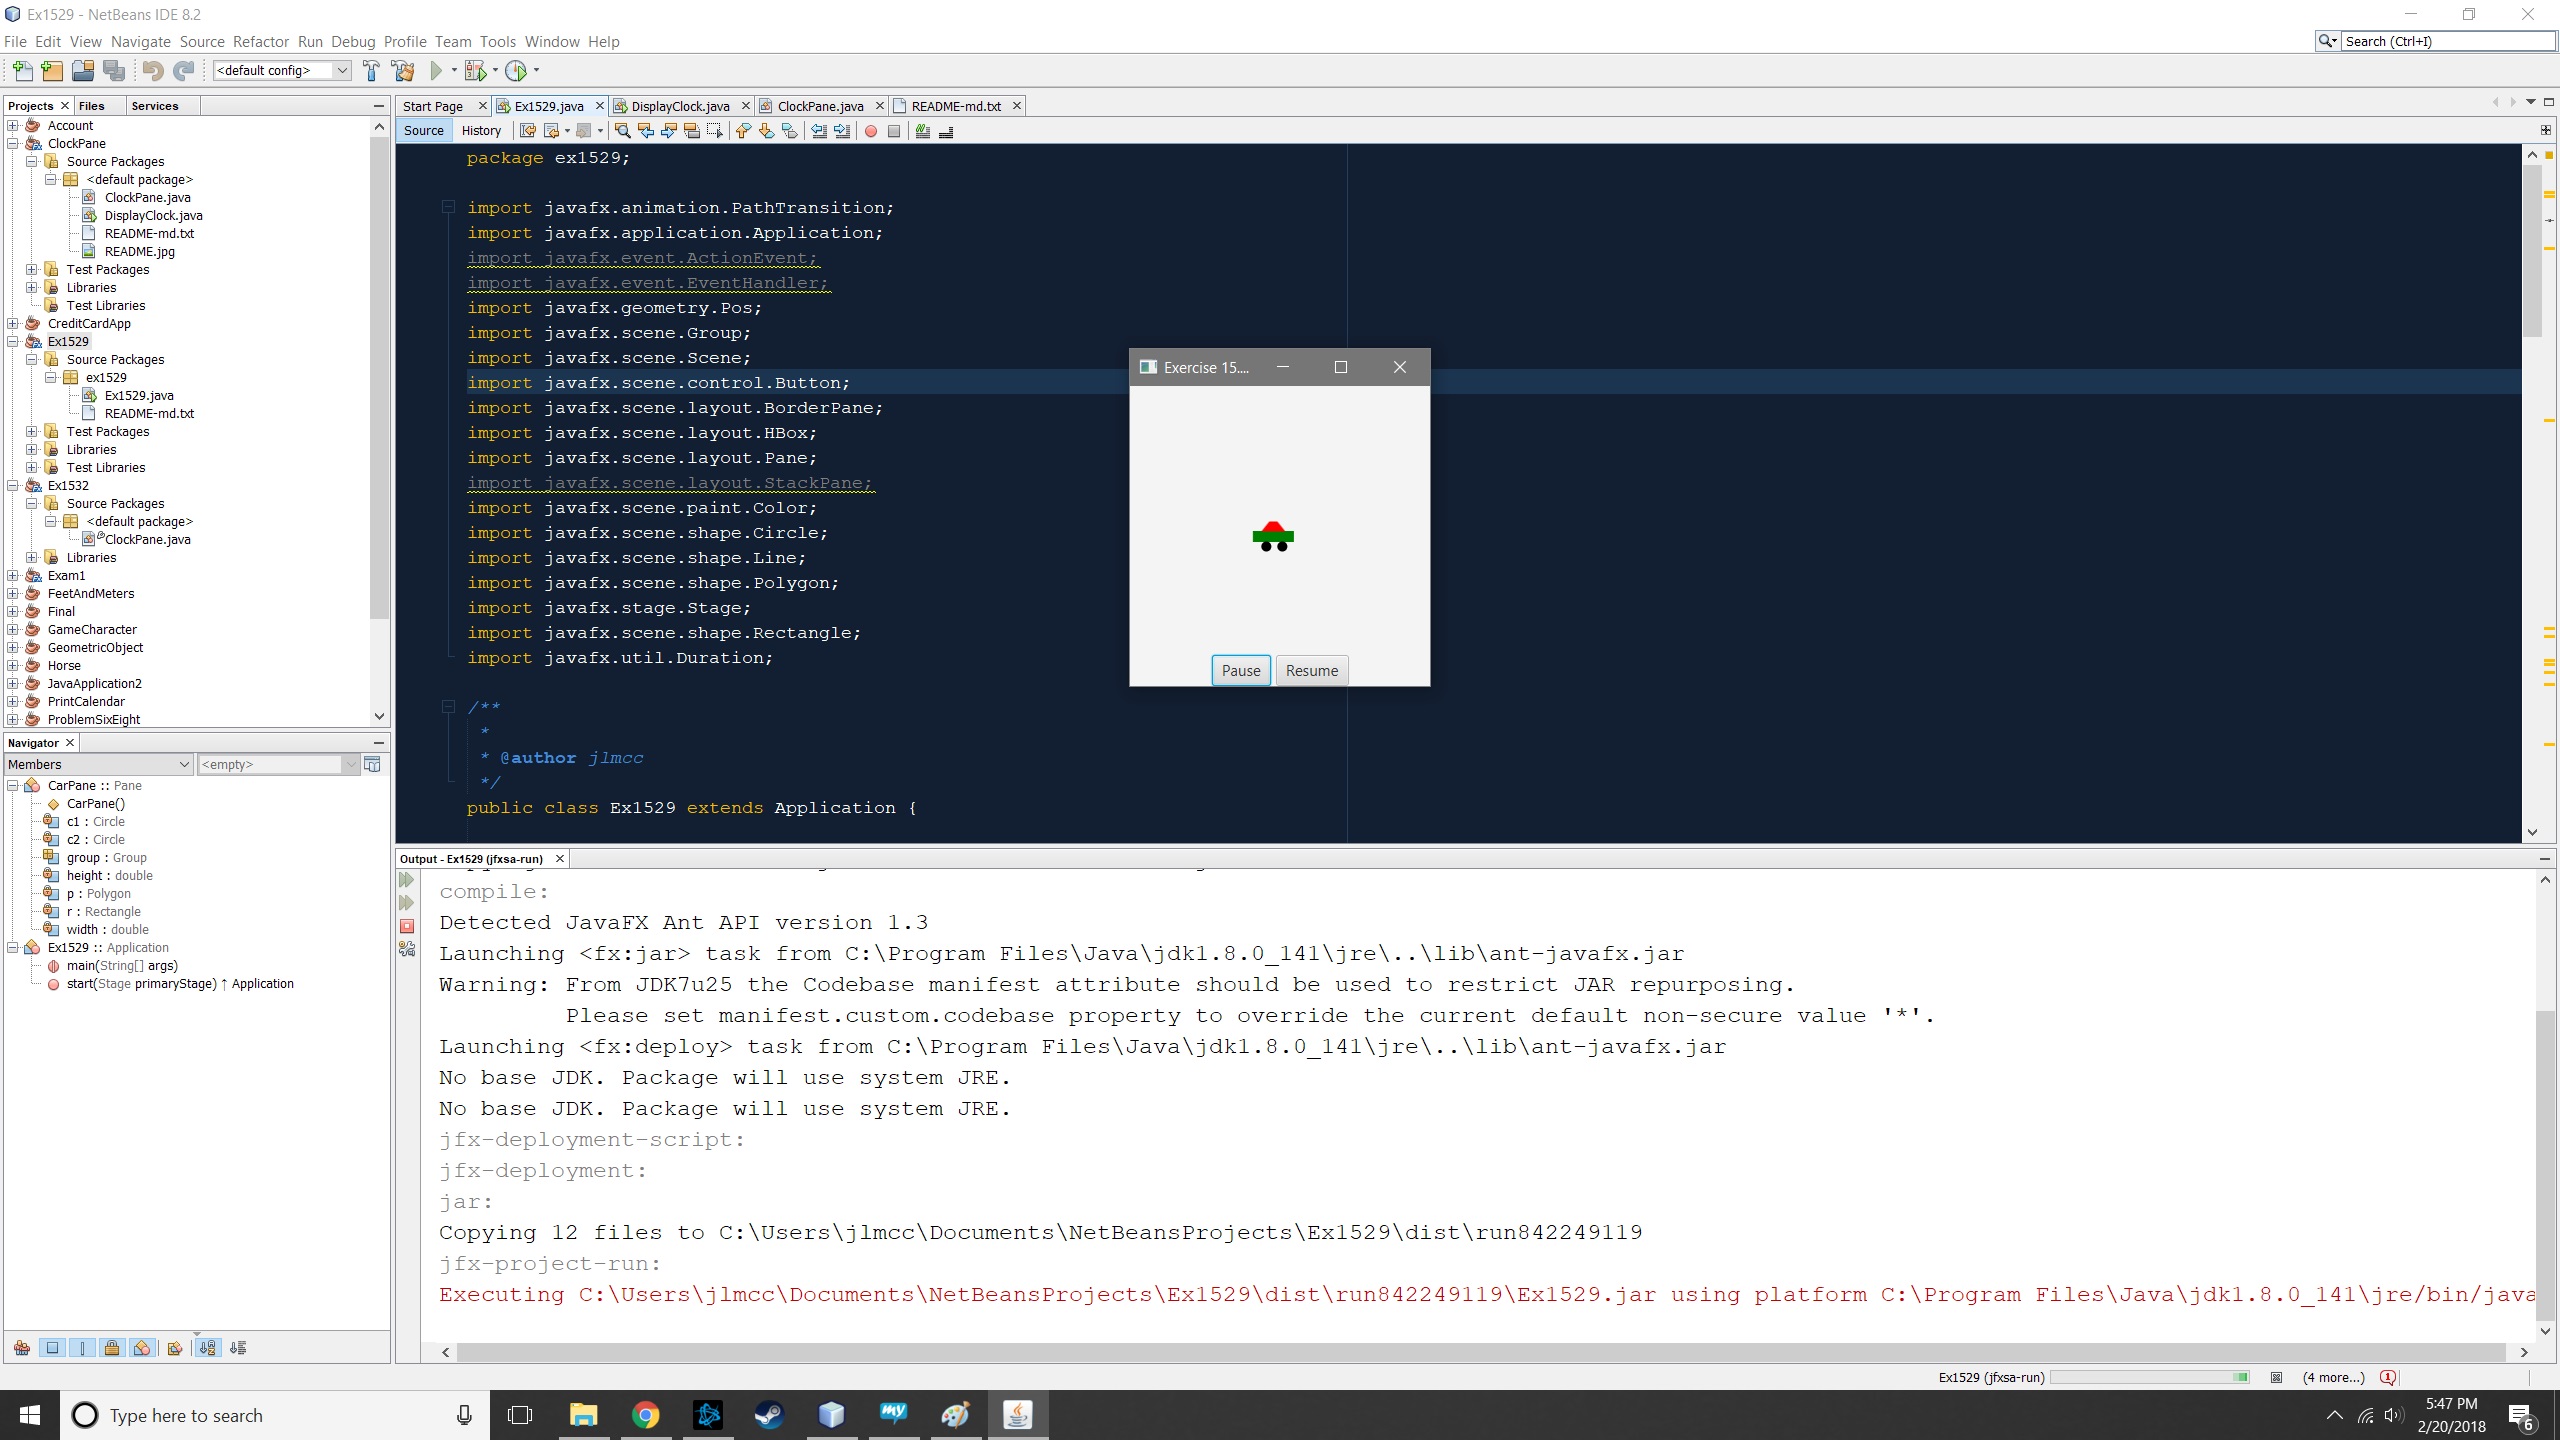 Ex1529 - NetBeans IDE 8.2
File Edit View Navigate Source Refactor Run Debug Profile Team Tools Window Help
Search (Ctrl+I)
<default config>
Projects Files Services
Account
ClockPane
Source Packages
<default package>
ClockPane.java
DisplayClock.java
README-md.txt
README.jpg
Test Packages
Libraries
Test Libraries
CreditCardApp
Ex1529
Source Packages
ex1529
Ex1529.java
README-md.txt
Test Packages
Libraries
Test Libraries
Ex1532
Source Packages
<default package>
ClockPane.java
Libraries
Exam1
FeetAndMeters
Final
GameCharacter
GeometricObject
Horse
JavaApplication2
PrintCalendar
ProblemSixEight
Navigator
Members <empty>
CarPane :: Pane
CarPane()
c1 : Circle
c2 : Circle
group : Group
height : double
p : Polygon
r : Rectangle
width : double
Ex1529 :: Application
main(String[] args)
start(Stage primaryStage) ↑ Application
Start Page Ex1529.java DisplayClock.java ClockPane.java README-md.txt
Source History
package ex1529;
import javafx.animation.PathTransition;
import javafx.application.Application;
import javafx.event.ActionEvent;
import javafx.event.EventHandler;
import javafx.geometry.Pos;
import javafx.scene.Group;
import javafx.scene.Scene;
import javafx.scene.control.Button;
import javafx.scene.layout.BorderPane;
import javafx.scene.layout.HBox;
import javafx.scene.layout.Pane;
import javafx.scene.layout.StackPane;
import javafx.scene.paint.Color;
import javafx.scene.shape.Circle;
import javafx.scene.shape.Line;
import javafx.scene.shape.Polygon;
import javafx.stage.Stage;
import javafx.scene.shape.Rectangle;
import javafx.util.Duration;
/**
*
* @author jlmcc
*/
public class Ex1529 extends Application {
Exercise 15....
Pause Resume
Output - Ex1529 (jfxsa-run)
compile:
Detected JavaFX Ant API version 1.3
Launching <fx:jar> task from C:\Program Files\Java\jdk1.8.0_141\jre\..\lib\ant-javafx.jar
Warning: From JDK7u25 the Codebase manifest attribute should be used to restrict JAR repurposing.
Please set manifest.custom.codebase property to override the current default non-secure value '*'.
Launching <fx:deploy> task from C:\Program Files\Java\jdk1.8.0_141\jre\..\lib\ant-javafx.jar
No base JDK. Package will use system JRE.
No base JDK. Package will use system JRE.
jfx-deployment-script:
jfx-deployment:
jar:
Copying 12 files to C:\Users\jlmcc\Documents\NetBeansProjects\Ex1529\dist\run842249119
jfx-project-run:
Executing C:\Users\jlmcc\Documents\NetBeansProjects\Ex1529\dist\run842249119\Ex1529.jar using platform C:\Program Files\Java\jdk1.8.0_141\jre/bin/java
Ex1529 (jfxsa-run) (4 more...) 1
Type here to search
my
5:47 PM
2/20/2018
6